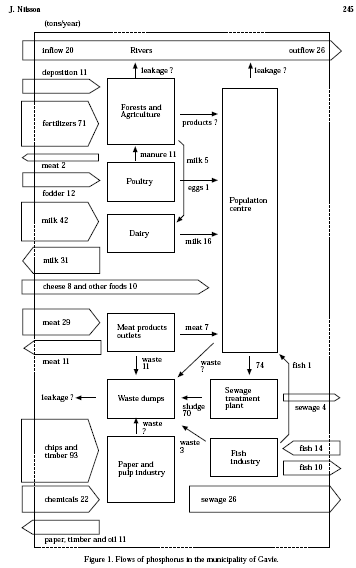 J. Nilsson 245
(tons/year)
inflow 20 Rivers outflow 26
deposition 11
leakage ?
leakage ?
fertilizers 71
Forests and
Agriculture
products ?
meat 2
manure 11
milk 5
fodder 12
Poultry
eggs 1
Population
centre
milk 42
Dairy
milk 16
milk 31
cheese 8 and other foods 10
meat 29
Meat products
outlets
meat 7
meat 11
waste
11
waste
?
74
fish 1
leakage ?
Waste dumps
sludge
70
Sewage
treatment
plant
sewage 4
waste
?
waste
3
chips and
timber 93
Paper and
pulp industry
Fish
industry
fish 14
fish 10
chemicals 22
sewage 26
paper, timber and oil 11
Figure 1. Flows of phosphorus in the municipality of Gavle.